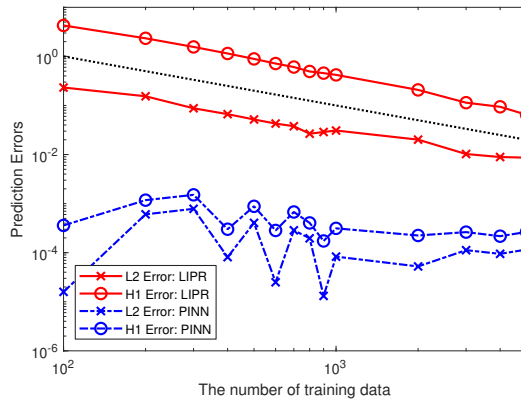 10^0
10^-2
10^-4
10^-6
Prediction Errors
L2 Error: LIPR
H1 Error: LIPR
L2 Error: PINN
H1 Error: PINN
10^2
10^3
The number of training data